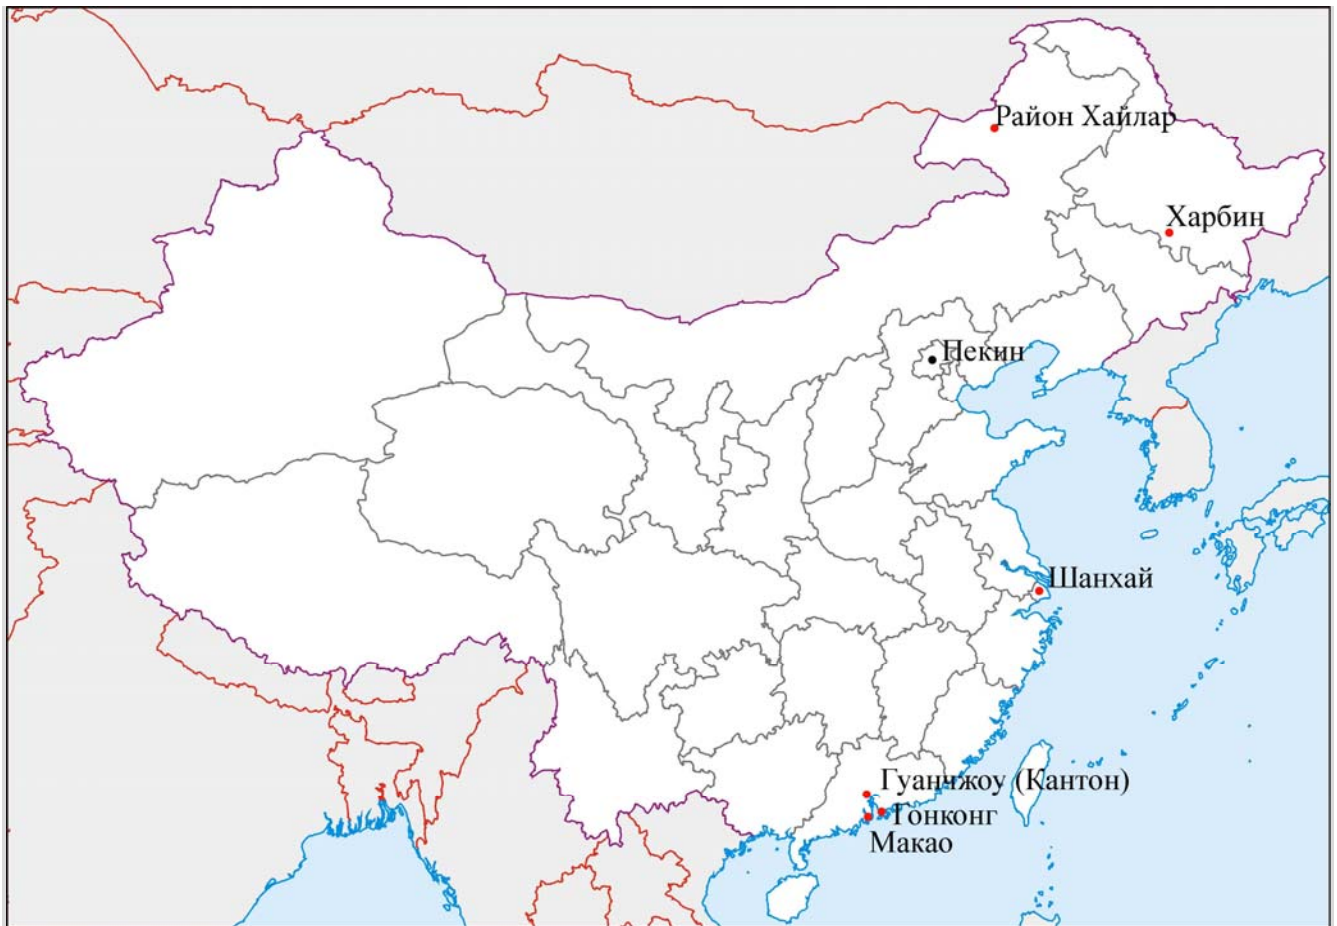 Район Хайлар
Харбин
Пекин
Шанхай
Гуанчжоу (Кантон)
Гонконг
Макао